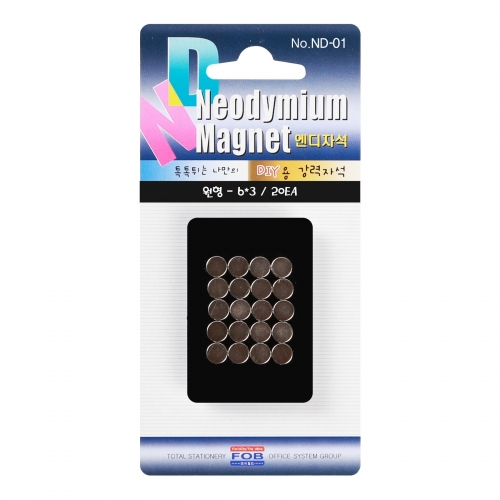 No.ND-01
ND
Neodymium
Magnet 엔디자석
톡톡튀는 나만의 DIY용 강력자석
원형 - 6*3 / 20EA
TOTAL STATIONERY FOB OFFICE SYSTEM GROUP